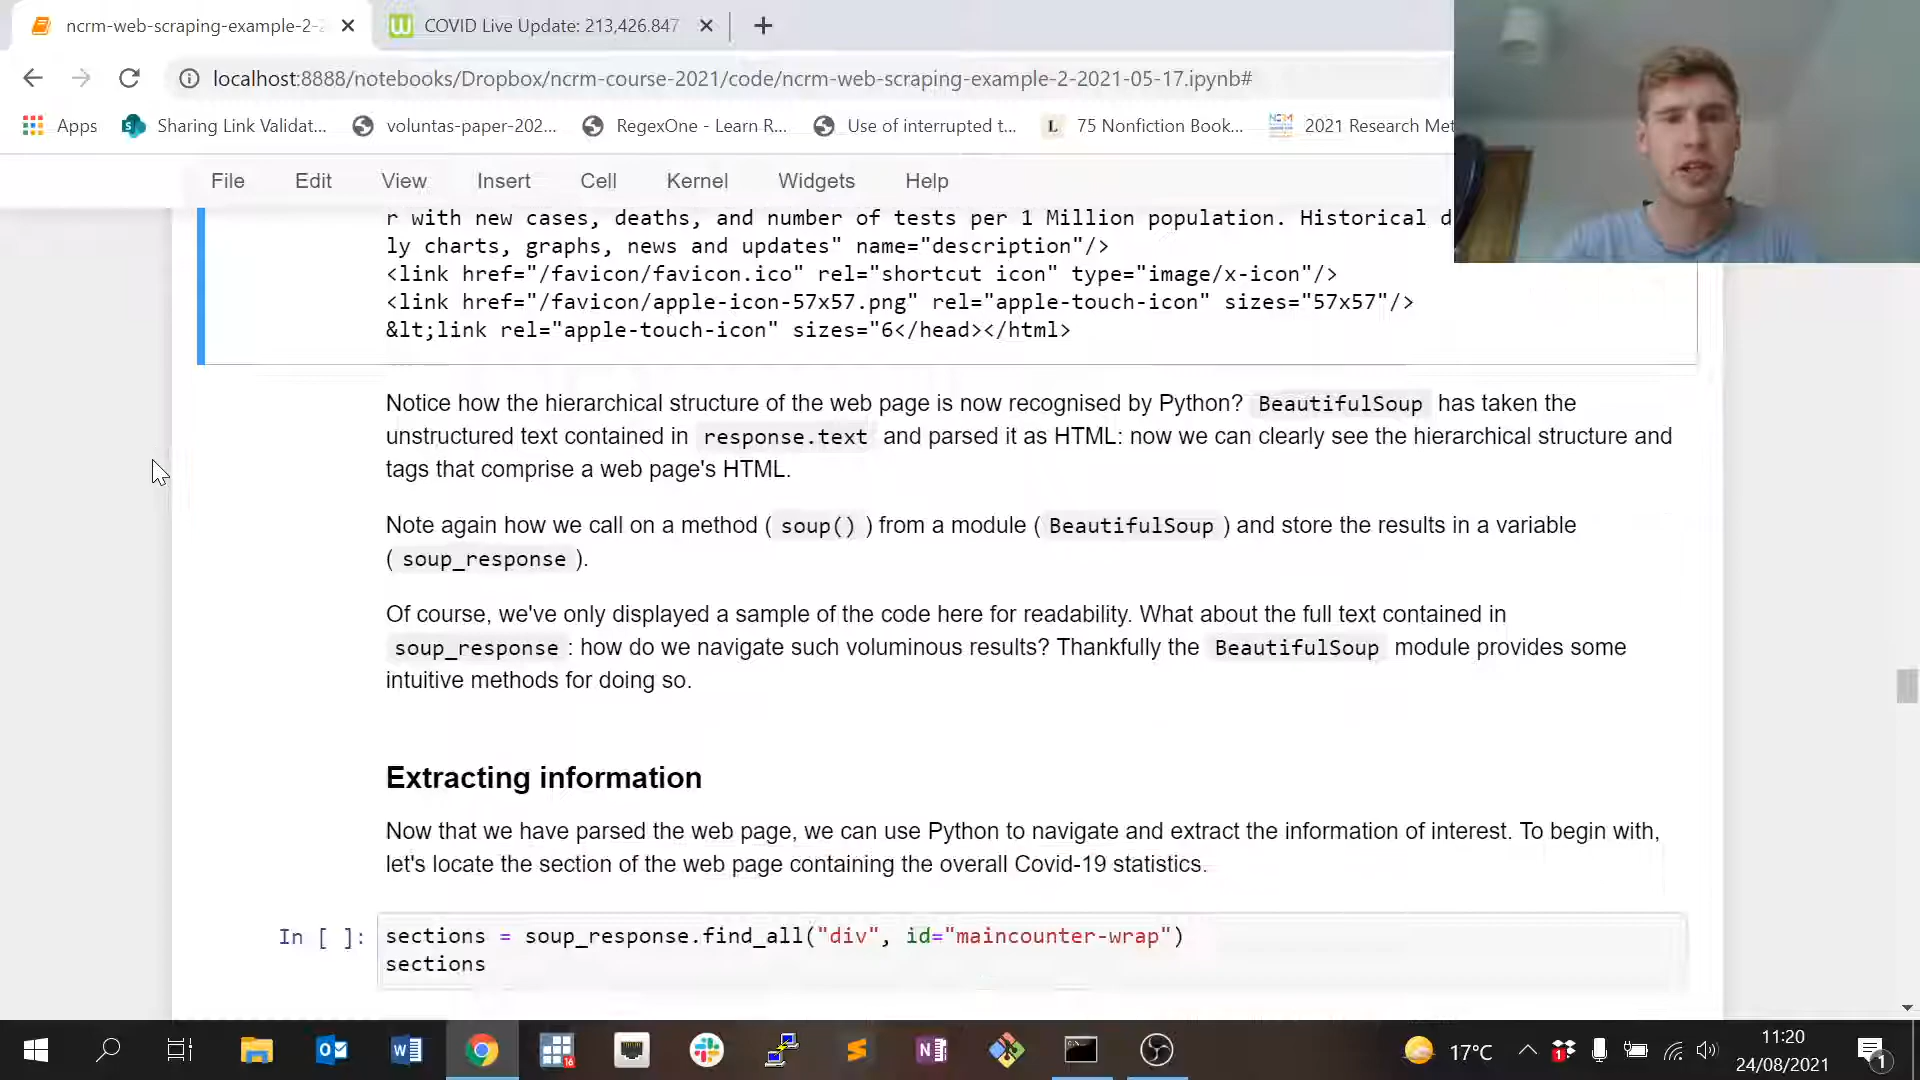 ncrm-web-scraping-example-2-2
COVID Live Update: 213,426.847
localhost:8888/notebooks/Dropbox/ncrm-course-2021/code/ncrm-web-scraping-example-2-2021-05-17.ipynb#
Apps Sharing Link Validat... voluntas-paper-202... RegexOne - Learn R... Use of interrupted t... L 75 Nonfiction Book... NCRM 2021 Research Met
File Edit View Insert Cell Kernel Widgets Help
r with new cases, deaths, and number of tests per 1 Million population. Historical d
ly charts, graphs, news and updates" name="description"/>
<link href="/favicon/favicon.ico" rel="shortcut icon" type="image/x-icon"/>
<link href="/favicon/apple-icon-57x57.png" rel="apple-touch-icon" sizes="57x57"/>
&lt;link rel="apple-touch-icon" sizes="6</head></html>
Notice how the hierarchical structure of the web page is now recognised by Python? BeautifulSoup has taken the
unstructured text contained in response.text and parsed it as HTML: now we can clearly see the hierarchical structure and
tags that comprise a web page's HTML.
Note again how we call on a method ( soup() ) from a module ( BeautifulSoup ) and store the results in a variable
( soup_response ).
Of course, we've only displayed a sample of the code here for readability. What about the full text contained in
soup_response : how do we navigate such voluminous results? Thankfully the BeautifulSoup module provides some
intuitive methods for doing so.
Extracting information
Now that we have parsed the web page, we can use Python to navigate and extract the information of interest. To begin with,
let's locate the section of the web page containing the overall Covid-19 statistics.
In [ ]: sections = soup_response.find_all("div", id="maincounter-wrap")
sections
16
17°C
1
11:20
24/08/2021
1